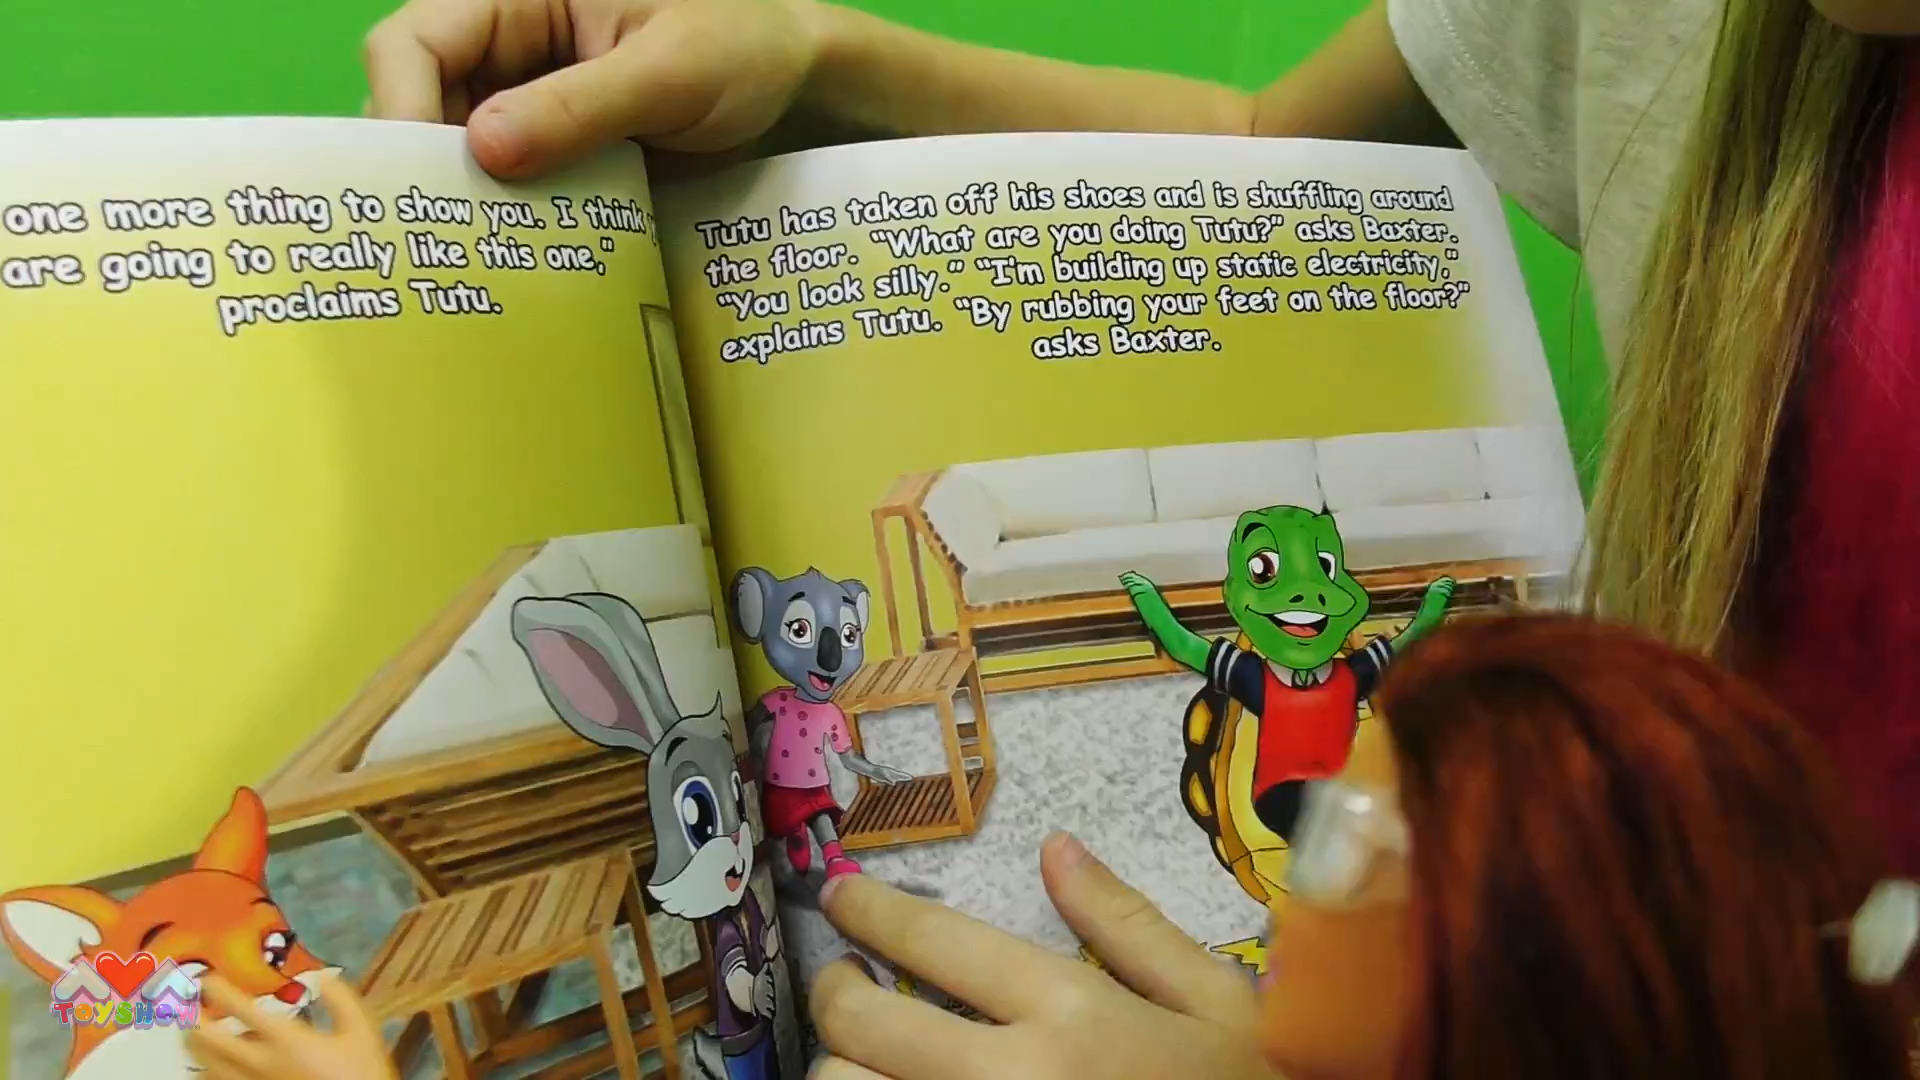 one more thing to show you. I think
are going to really like this one,"
proclaims Tutu.
Tutu has taken off his shoes and is shuffling around
the floor. "What are you doing Tutu?" asks Baxter.
"You look silly." "I'm building up static electricity,"
explains Tutu. "By rubbing your feet on the floor?"
asks Baxter.
TOYSHOW